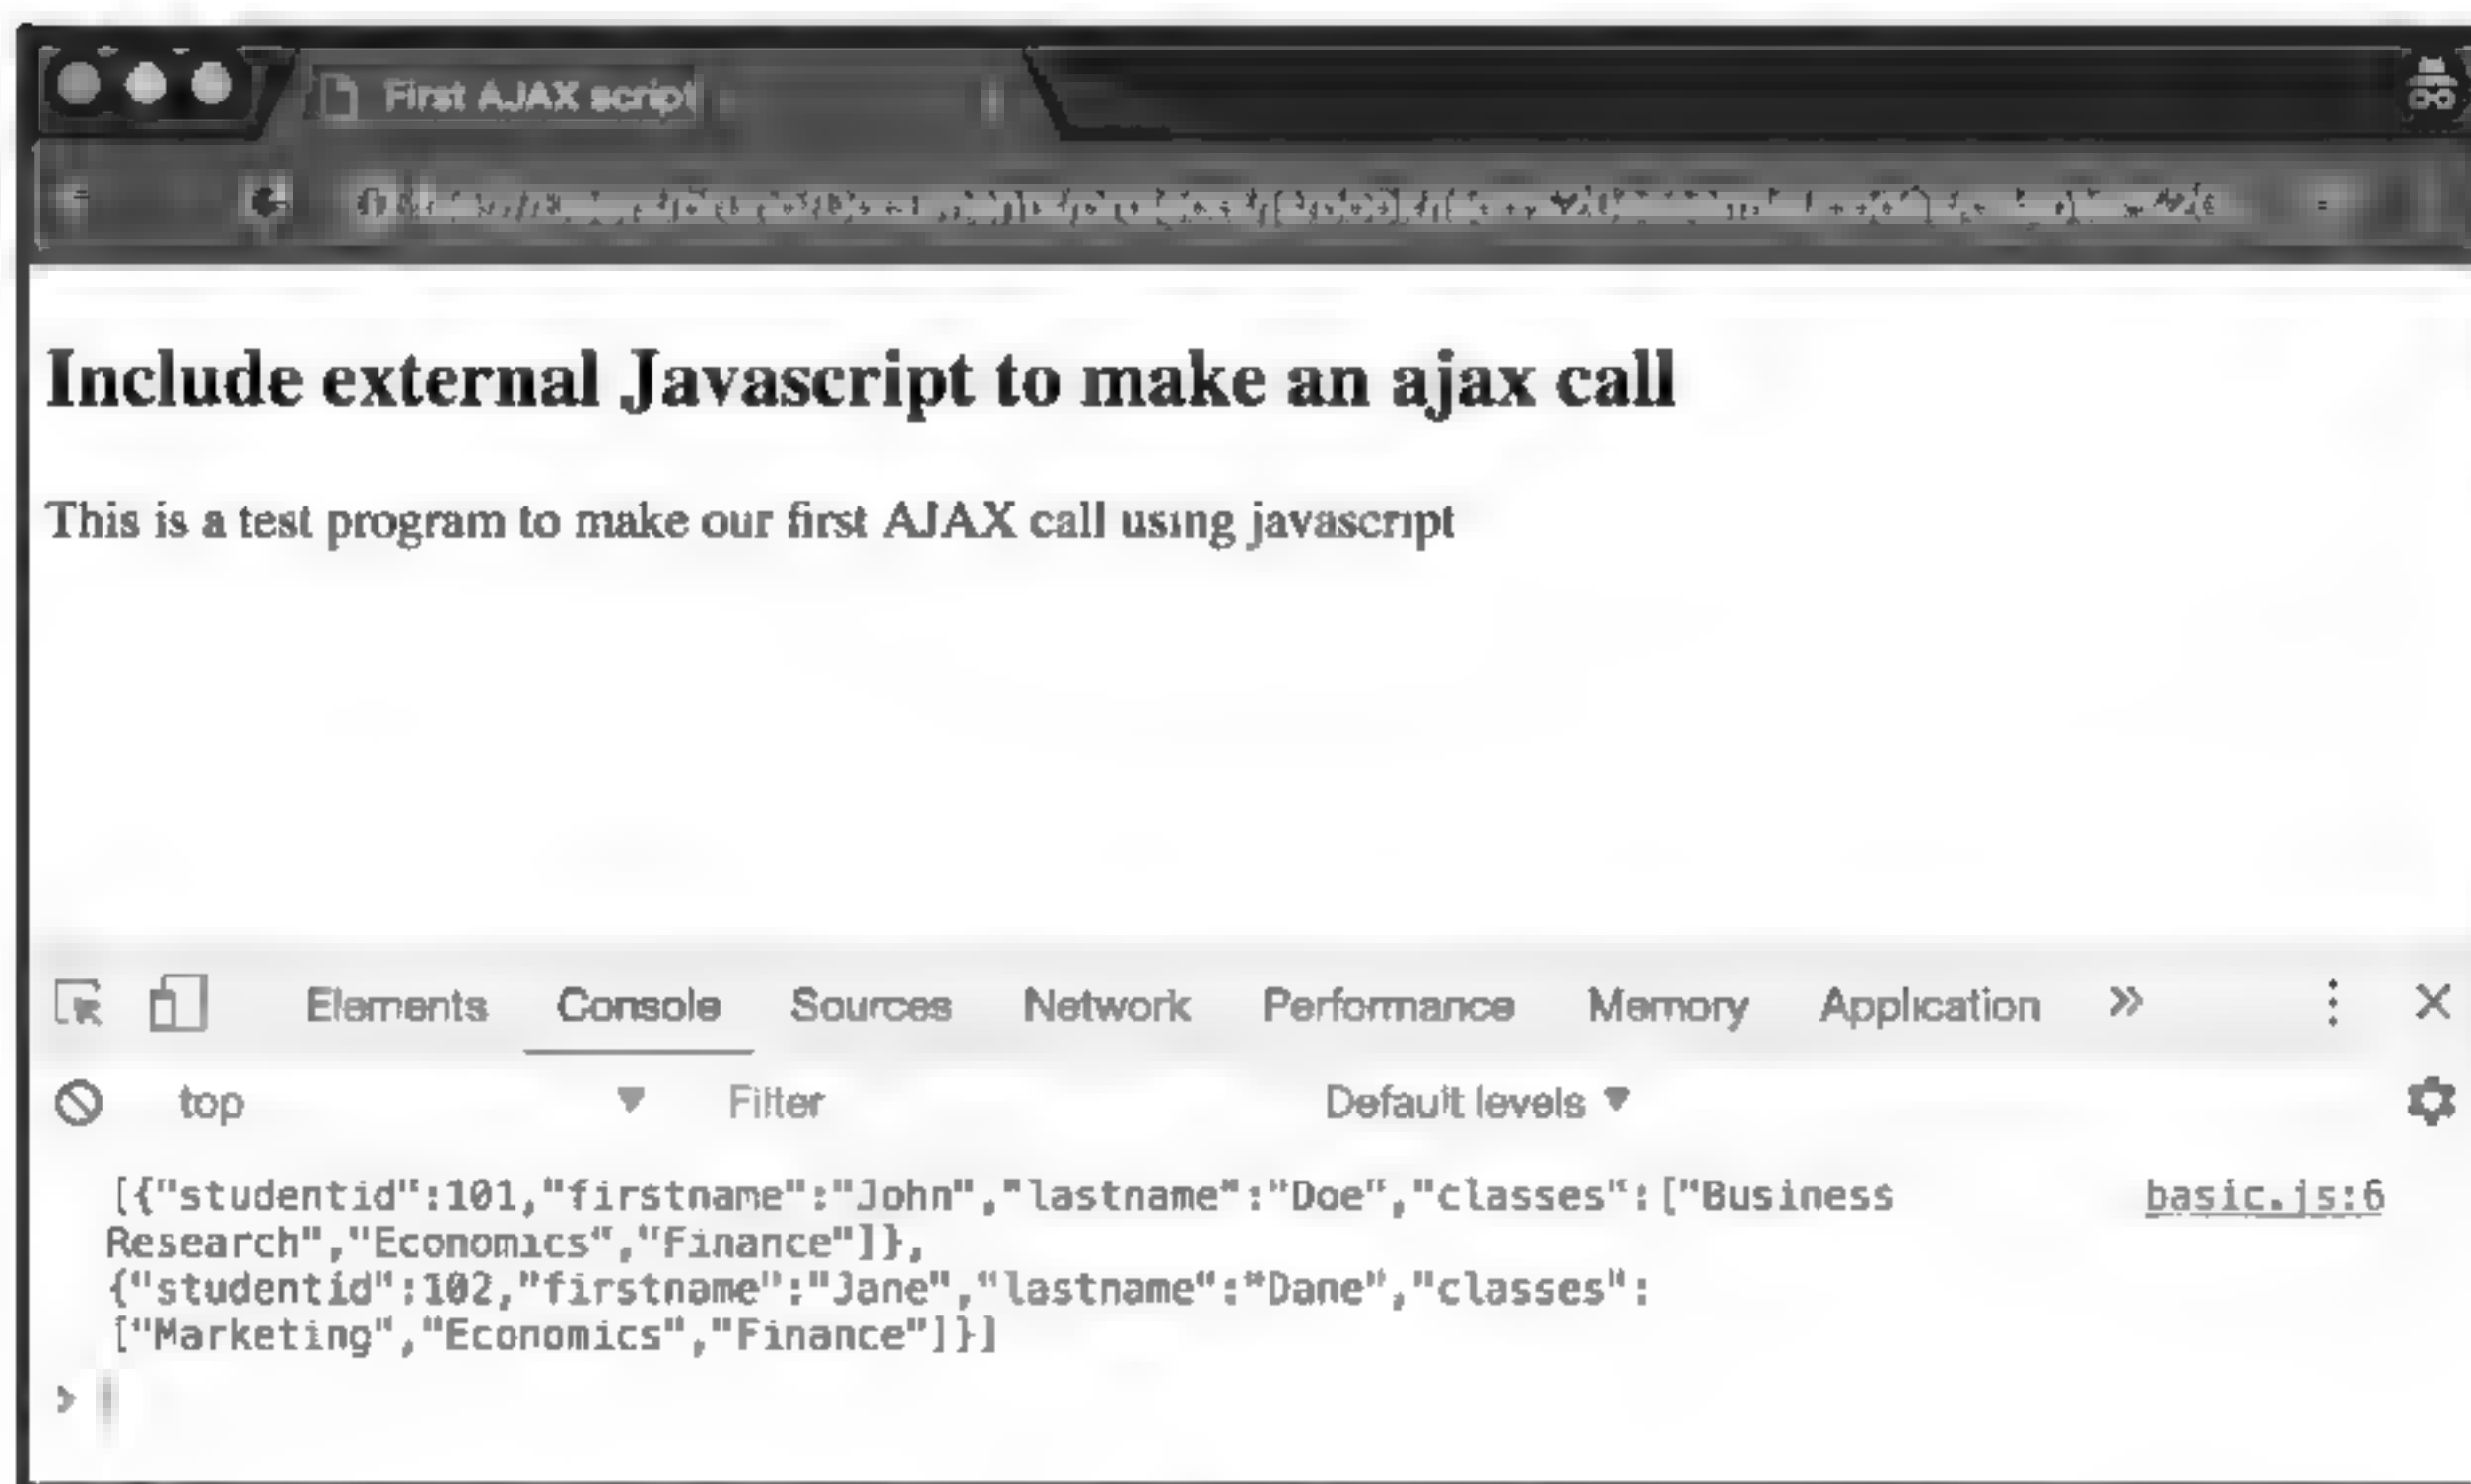 First AJAX script
Include external Javascript to make an ajax call
This is a test program to make our first AJAX call using javascript
Elements Console Sources Network Performance Memory Application »
top Filter Default levels
[{"studentid":101,"firstname":"John","lastname":"Doe","classes":["Business basic.js:6
Research","Economics","Finance"]},
{"studentid":102,"firstname":"Jane","lastname":"Dane","classes":
["Marketing","Economics","Finance"]}]